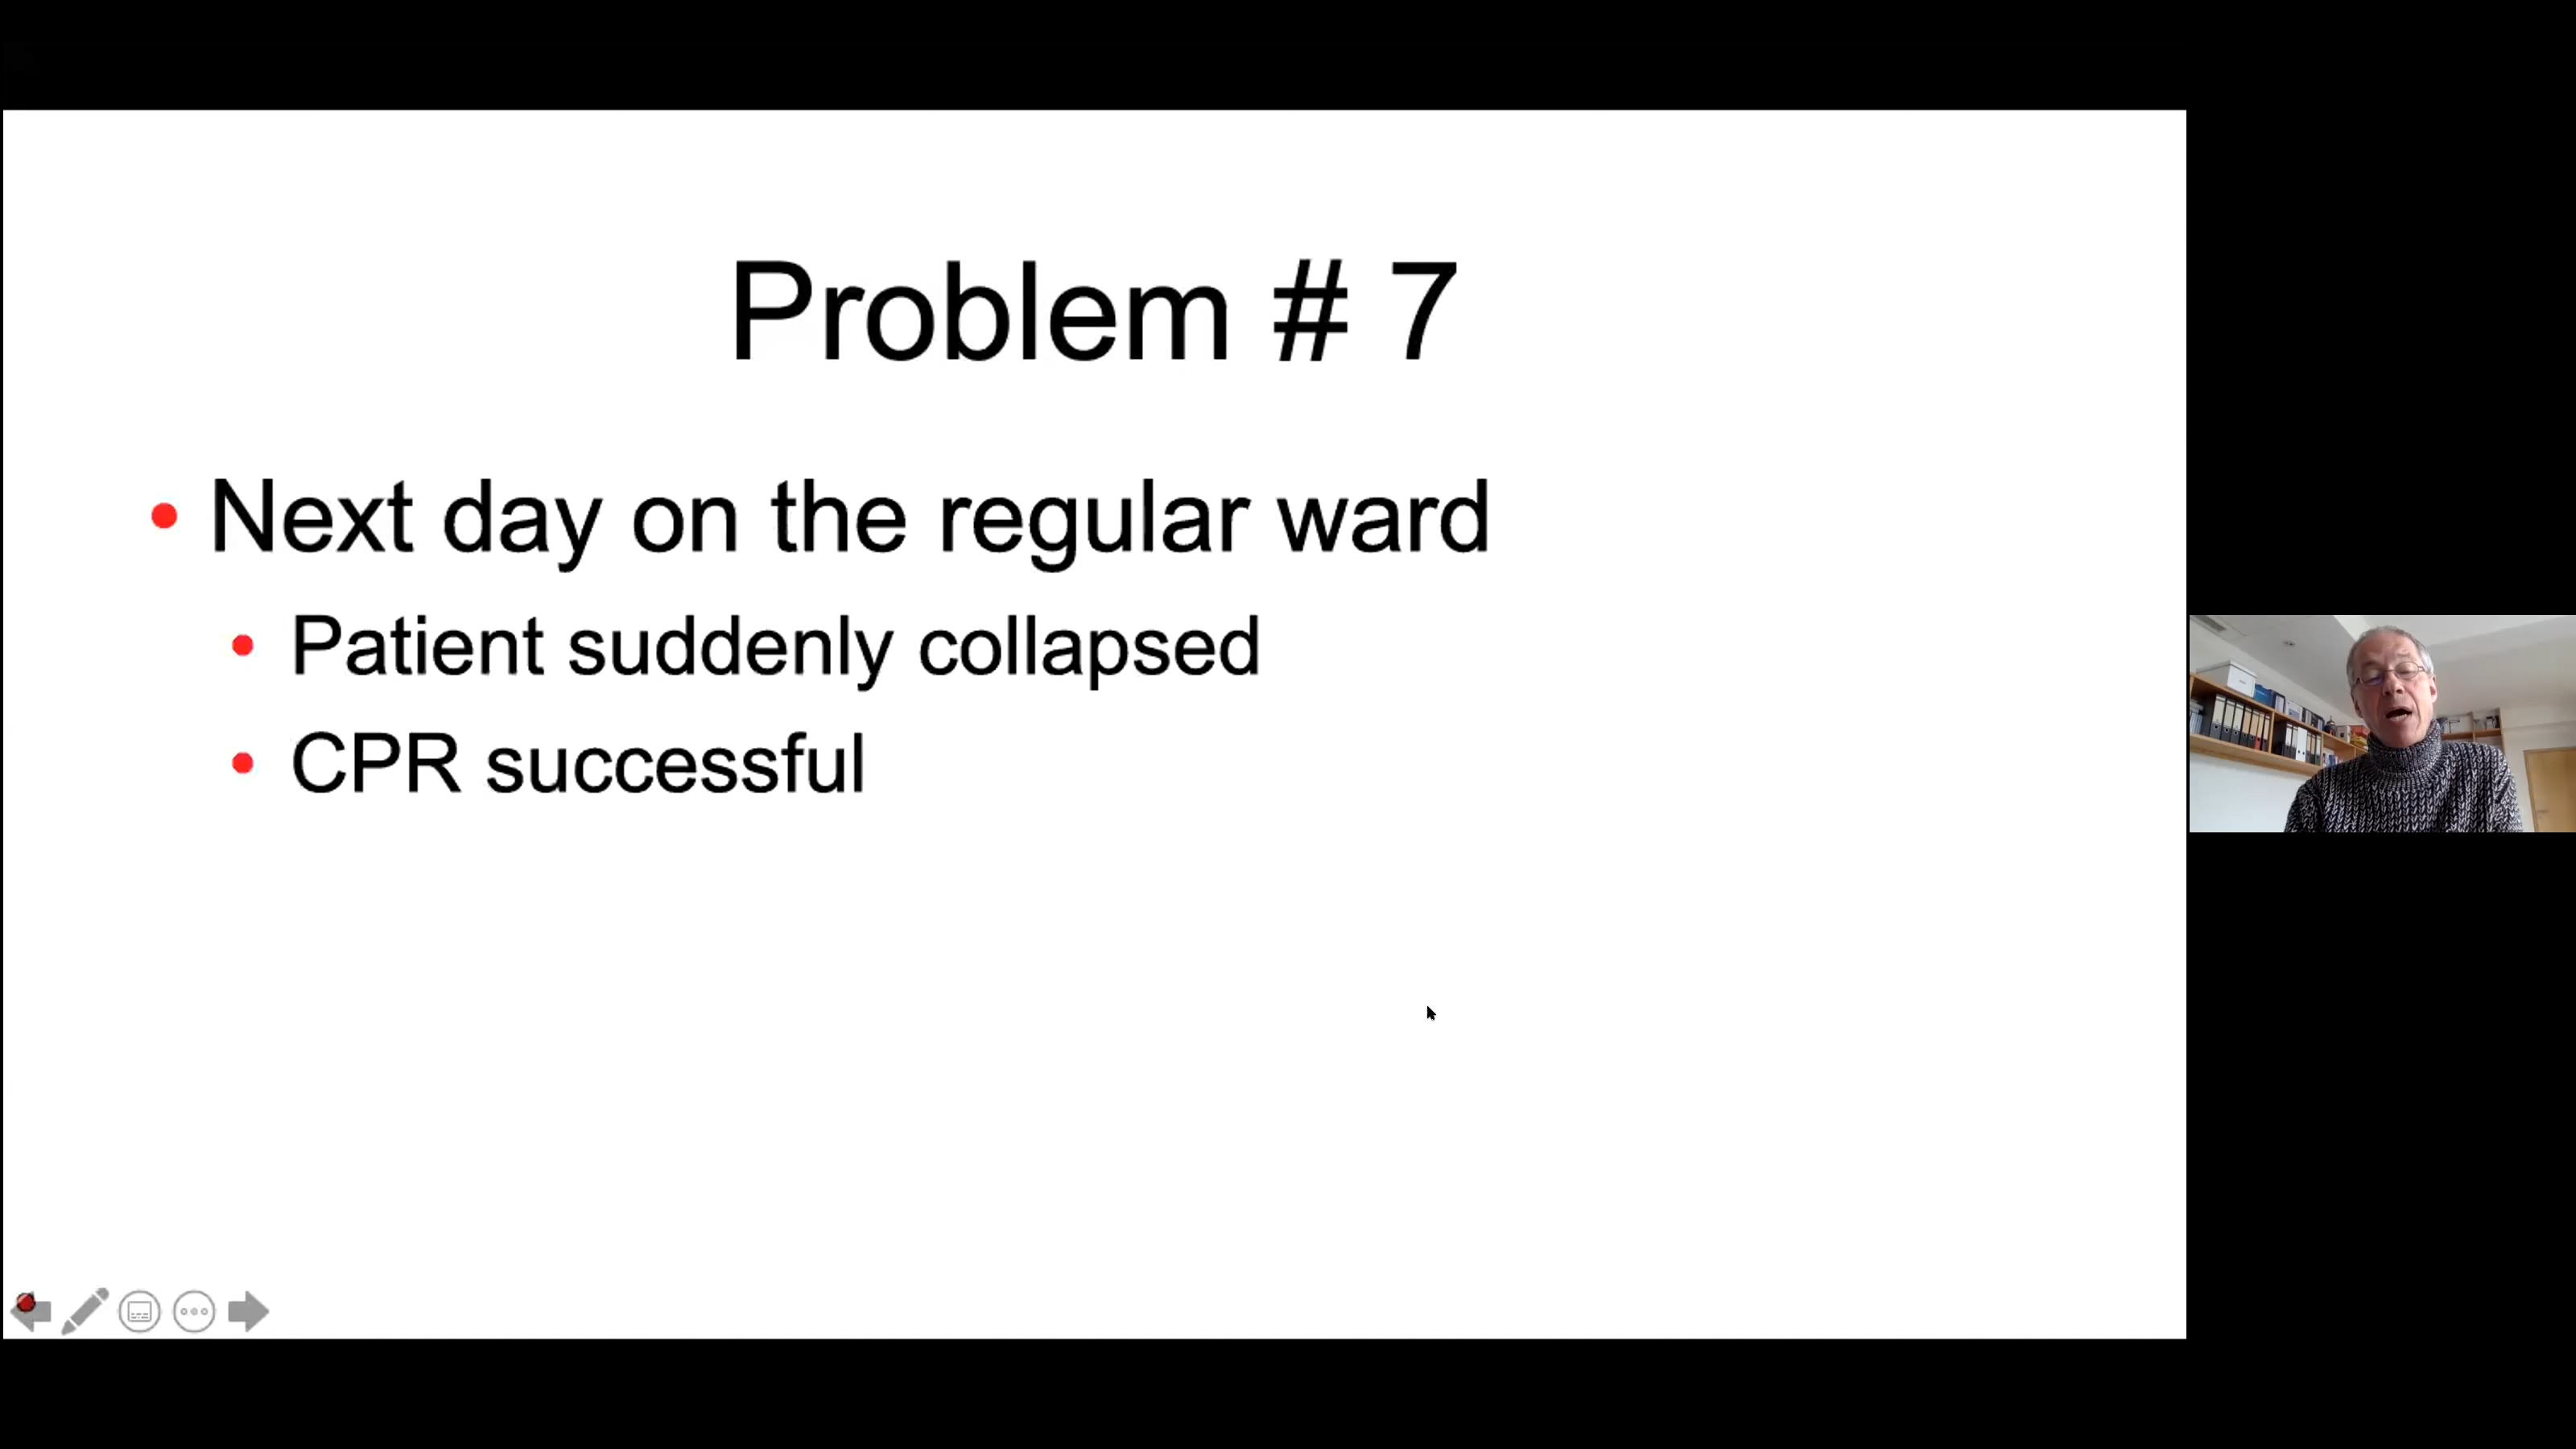 Problem # 7
Next day on the regular ward
Patient suddenly collapsed
CPR successful